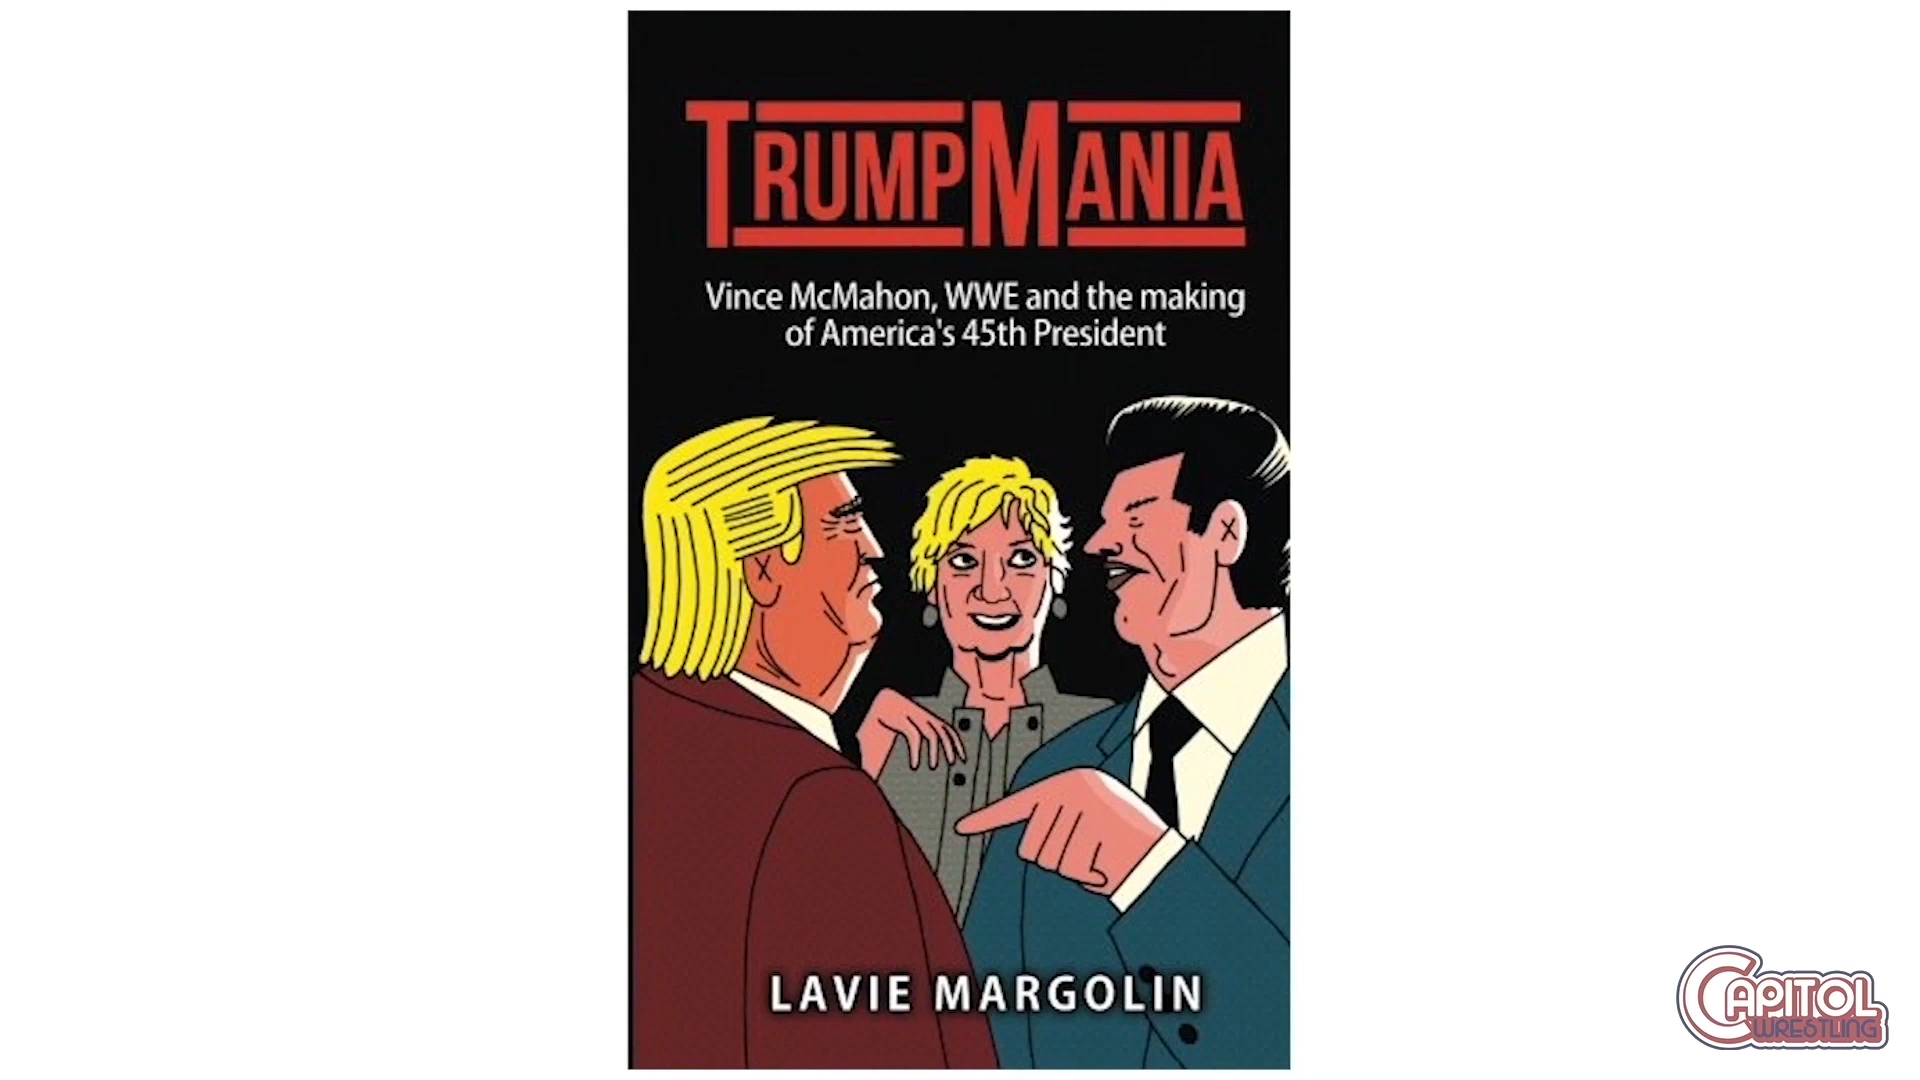 TRUMPMANIA
Vince McMahon, WWE and the making
of America's 45th President
LAVIE MARGOLIN
CAPITOL
WRESTLING